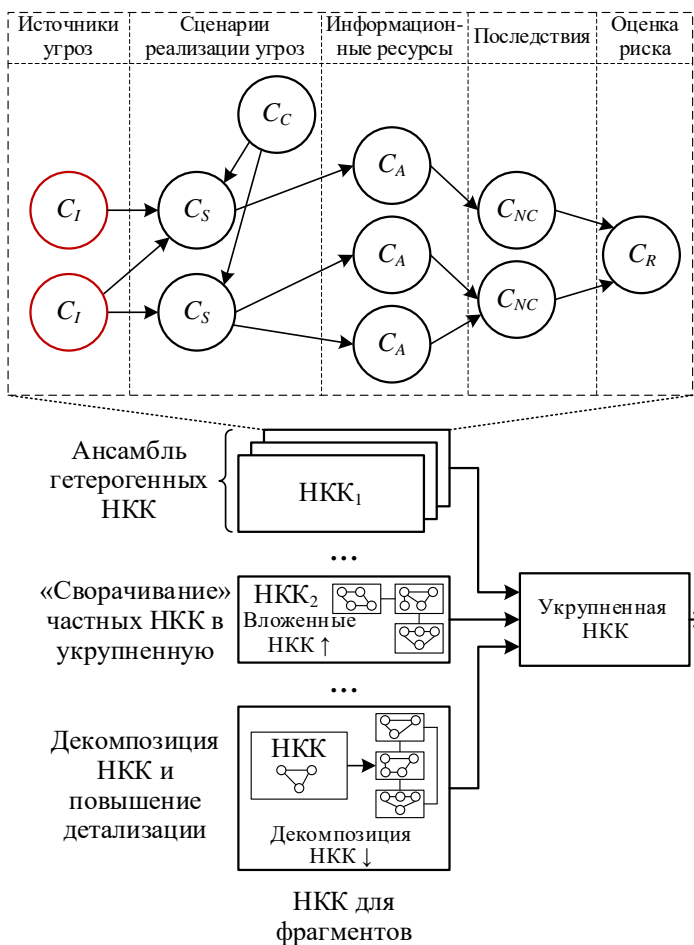 Источники угроз
Сценарии реализации угроз
Информацион-ные ресурсы
Последствия
Оценка риска
C_C
C_I
C_S
C_A
C_NC
C_R
C_I
C_S
C_A
C_NC
C_A
Ансамбль
гетерогенных
НКК
НКК₁
...
«Сворачивание»
частных НКК в
укрупненную
НКК₂
Вложенные
НКК ↑
Укрупненная
НКК
...
Декомпозиция
НКК и
повышение
детализации
НКК
Декомпозиция
НКК ↓
НКК для
фрагментов